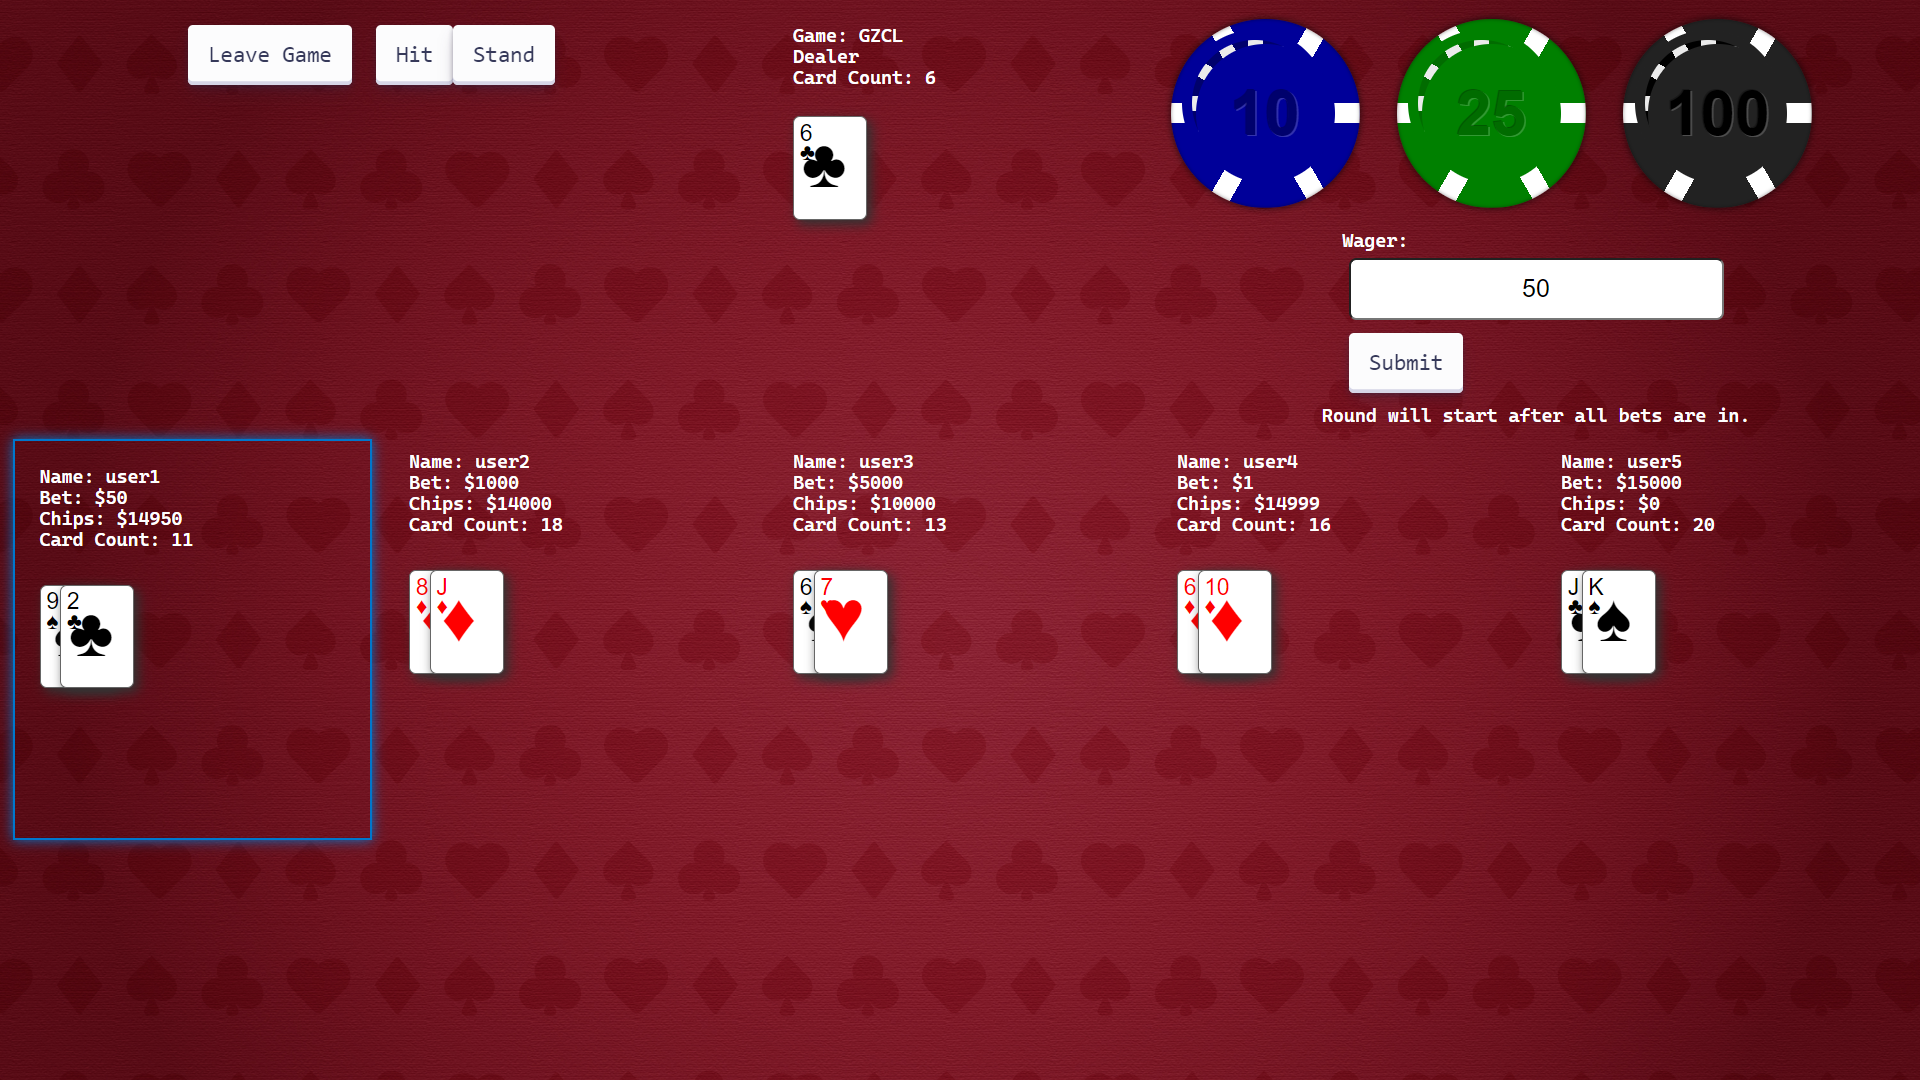 Leave Game
Hit
Stand
Game: GZCL
Dealer
Card Count: 6
6
10
25
100
Wager:
50
Submit
Round will start after all bets are in.
Name: user1
Bet: $50
Chips: $14950
Card Count: 11
9
2
Name: user2
Bet: $1000
Chips: $14000
Card Count: 18
8
J
Name: user3
Bet: $5000
Chips: $10000
Card Count: 13
6
7
Name: user4
Bet: $1
Chips: $14999
Card Count: 16
6
10
Name: user5
Bet: $15000
Chips: $0
Card Count: 20
J
K